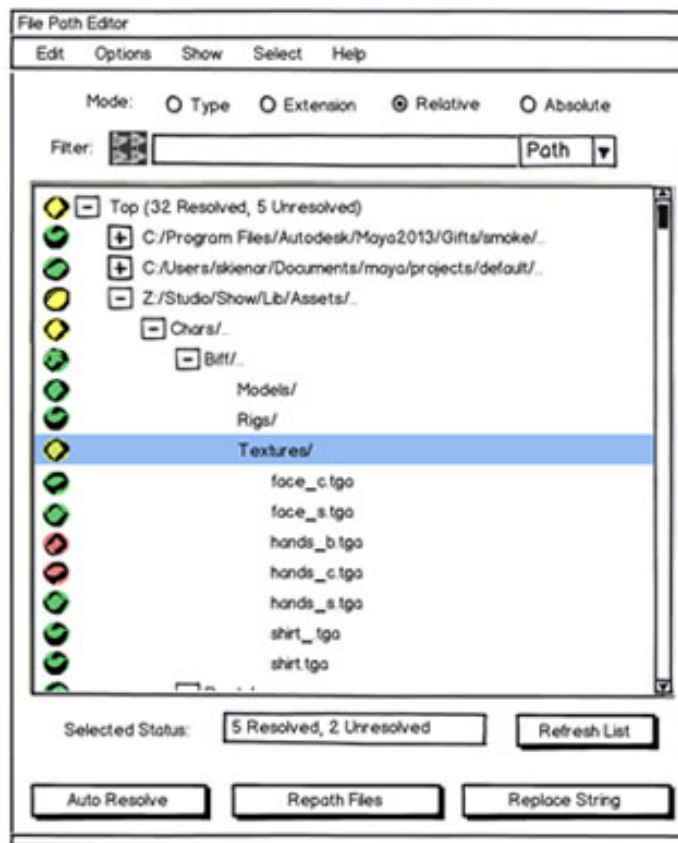 File Path Editor
Edit Options Show Select Help
Mode: Type Extension Relative Absolute
Filter: Path
Top (32 Resolved, 5 Unresolved)
C:/Program Files/Autodesk/Maya2013/Gifts/smoke/..
C:/Users/skienar/Documents/maya/projects/default/..
Z:/Studio/Show/Lib/Assets/..
Chars/..
Biff/..
Models/
Rigs/
Textures/
face_c.tga
face_s.tga
hands_b.tga
hands_c.tga
hands_s.tga
shirt_.tga
shirt.tga
Selected Status: 5 Resolved, 2 Unresolved Refresh List
Auto Resolve Repath Files Replace String